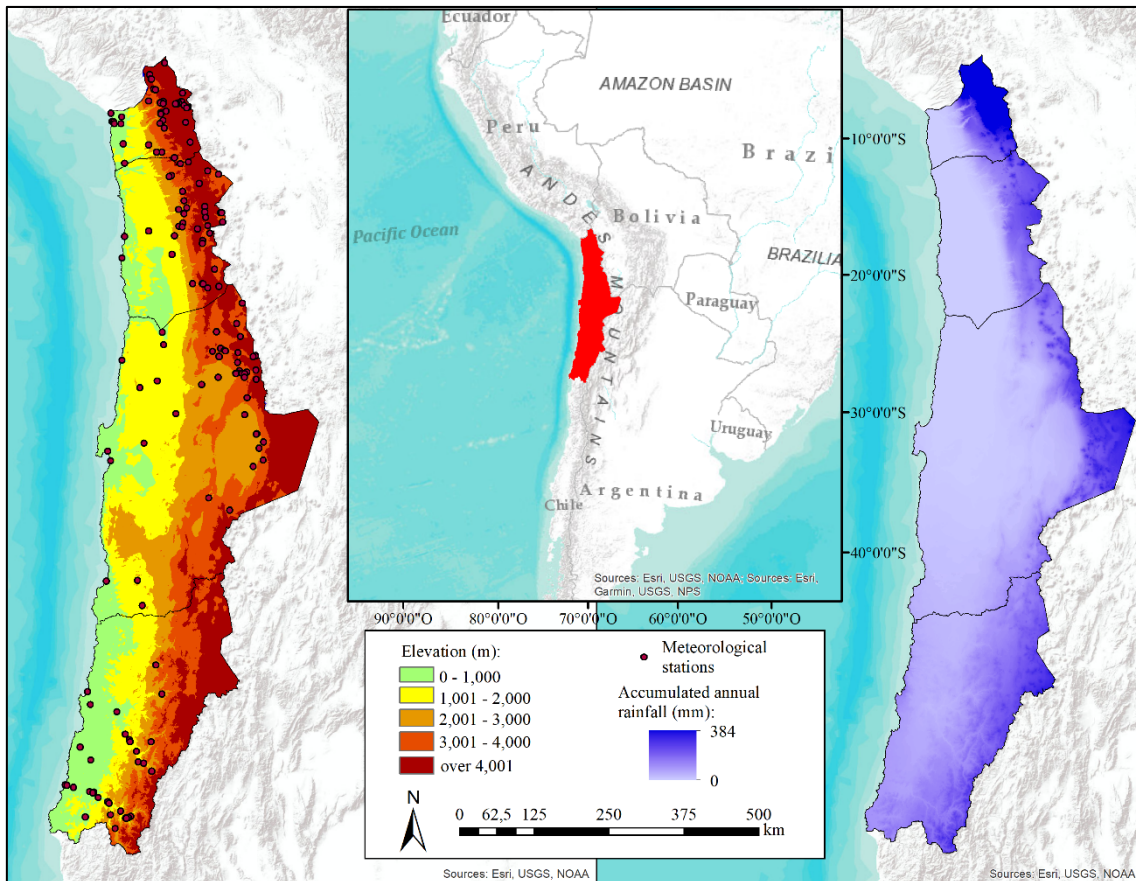 Ecuador
AMAZON BASIN
Peru
Brazi
ANDES MOUNTAINS
Bolivia
Pacific Ocean
BRAZILIA
Paraguay
Uruguay
Argentina
Chile
Sources: Esri, USGS, NOAA; Sources: Esri,
Garmin, USGS, NPS
10°0'0"S
20°0'0"S
30°0'0"S
40°0'0"S
90°0'0"W 80°0'0"W 70°0'0"W 60°0'0"W 50°0'0"W
Elevation (m):
0 - 1,000
1,001 - 2,000
2,001 - 3,000
3,001 - 4,000
over 4,001
Meteorological
stations
Accumulated annual
rainfall (mm):
384
0
N
0 62,5 125 250 375 500
km
Sources: Esri, USGS, NOAA
Sources: Esri, USGS, NOAA